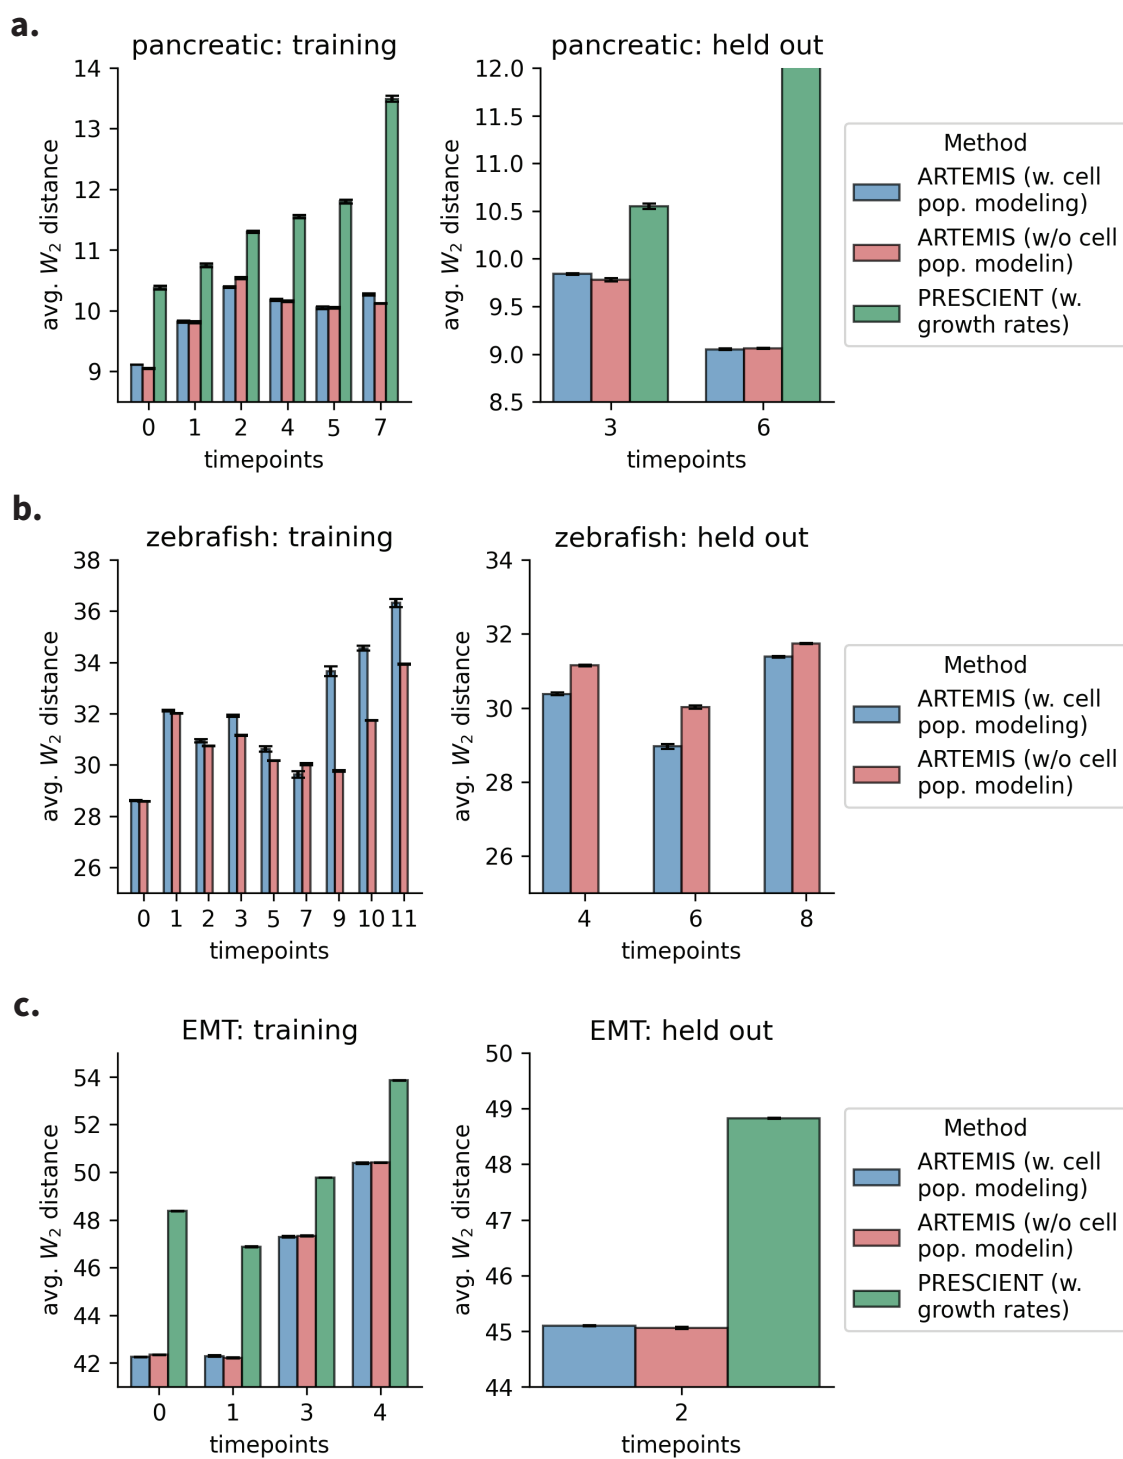 a.
pancreatic: training
14
13
12
11
10
9
avg. W2 distance
0 1 2 4 5 7
timepoints
pancreatic: held out
12.0
11.5
11.0
10.5
10.0
9.5
9.0
8.5
avg. W2 distance
3 6
timepoints
Method
ARTEMIS (w. cell
pop. modeling)
ARTEMIS (w/o cell
pop. modelin)
PRESCIENT (w.
growth rates)
b.
zebrafish: training
38
36
34
32
30
28
26
avg. W2 distance
0 1 2 3 5 7 9 10 11
timepoints
zebrafish: held out
34
32
30
28
26
avg. W2 distance
4 6 8
timepoints
Method
ARTEMIS (w. cell
pop. modeling)
ARTEMIS (w/o cell
pop. modelin)
c.
EMT: training
54
52
50
48
46
44
42
avg. W2 distance
0 1 3 4
timepoints
EMT: held out
50
49
48
47
46
45
44
avg. W2 distance
2
timepoints
Method
ARTEMIS (w. cell
pop. modeling)
ARTEMIS (w/o cell
pop. modelin)
PRESCIENT (w.
growth rates)